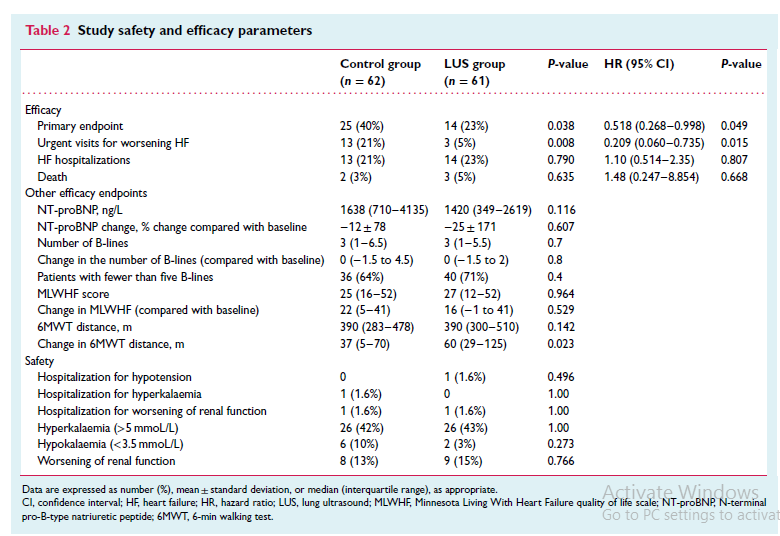 Table 2 Study safety and efficacy parameters
Control group LUS group P-value HR (95% CI) P-value
(n = 62) (n = 61)
Efficacy
Primary endpoint 25 (40%) 14 (23%) 0.038 0.518 (0.268–0.998) 0.049
Urgent visits for worsening HF 13 (21%) 3 (5%) 0.008 0.209 (0.060–0.735) 0.015
HF hospitalizations 13 (21%) 14 (23%) 0.790 1.10 (0.514–2.35) 0.807
Death 2 (3%) 3 (5%) 0.635 1.48 (0.247–8.854) 0.668
Other efficacy endpoints
NT-proBNP, ng/L 1638 (710–4135) 1420 (349–2619) 0.116
NT-proBNP change, % change compared with baseline −12 ± 78 −25 ± 171 0.607
Number of B-lines 3 (1–6.5) 3 (1–5.5) 0.7
Change in the number of B-lines (compared with baseline) 0 (−1.5 to 4.5) 0 (−1.5 to 2) 0.8
Patients with fewer than five B-lines 36 (64%) 40 (71%) 0.4
MLWHF score 25 (16–52) 27 (12–52) 0.964
Change in MLWHF (compared with baseline) 22 (5–41) 16 (−1 to 41) 0.529
6MWT distance, m 390 (283–478) 390 (300–510) 0.142
Change in 6MWT distance, m 37 (5–70) 60 (29–125) 0.023
Safety
Hospitalization for hypotension 0 1 (1.6%) 0.496
Hospitalization for hyperkalaemia 1 (1.6%) 0 1.00
Hospitalization for worsening of renal function 1 (1.6%) 1 (1.6%) 1.00
Hyperkalaemia (>5 mmoL/L) 26 (42%) 26 (43%) 1.00
Hypokalaemia (<3.5 mmoL/L) 6 (10%) 2 (3%) 0.273
Worsening of renal function 8 (13%) 9 (15%) 0.766
Data are expressed as number (%), mean ± standard deviation, or median (interquartile range), as appropriate.
CI, confidence interval; HF, heart failure; HR, hazard ratio; LUS, lung ultrasound; MLWHF, Minnesota Living With Heart Failure quality of life scale; NT-proBNP, N-terminal
pro-B-type natriuretic peptide; 6MWT, 6-min walking test.
Activate Windows
Go to PC settings to activat